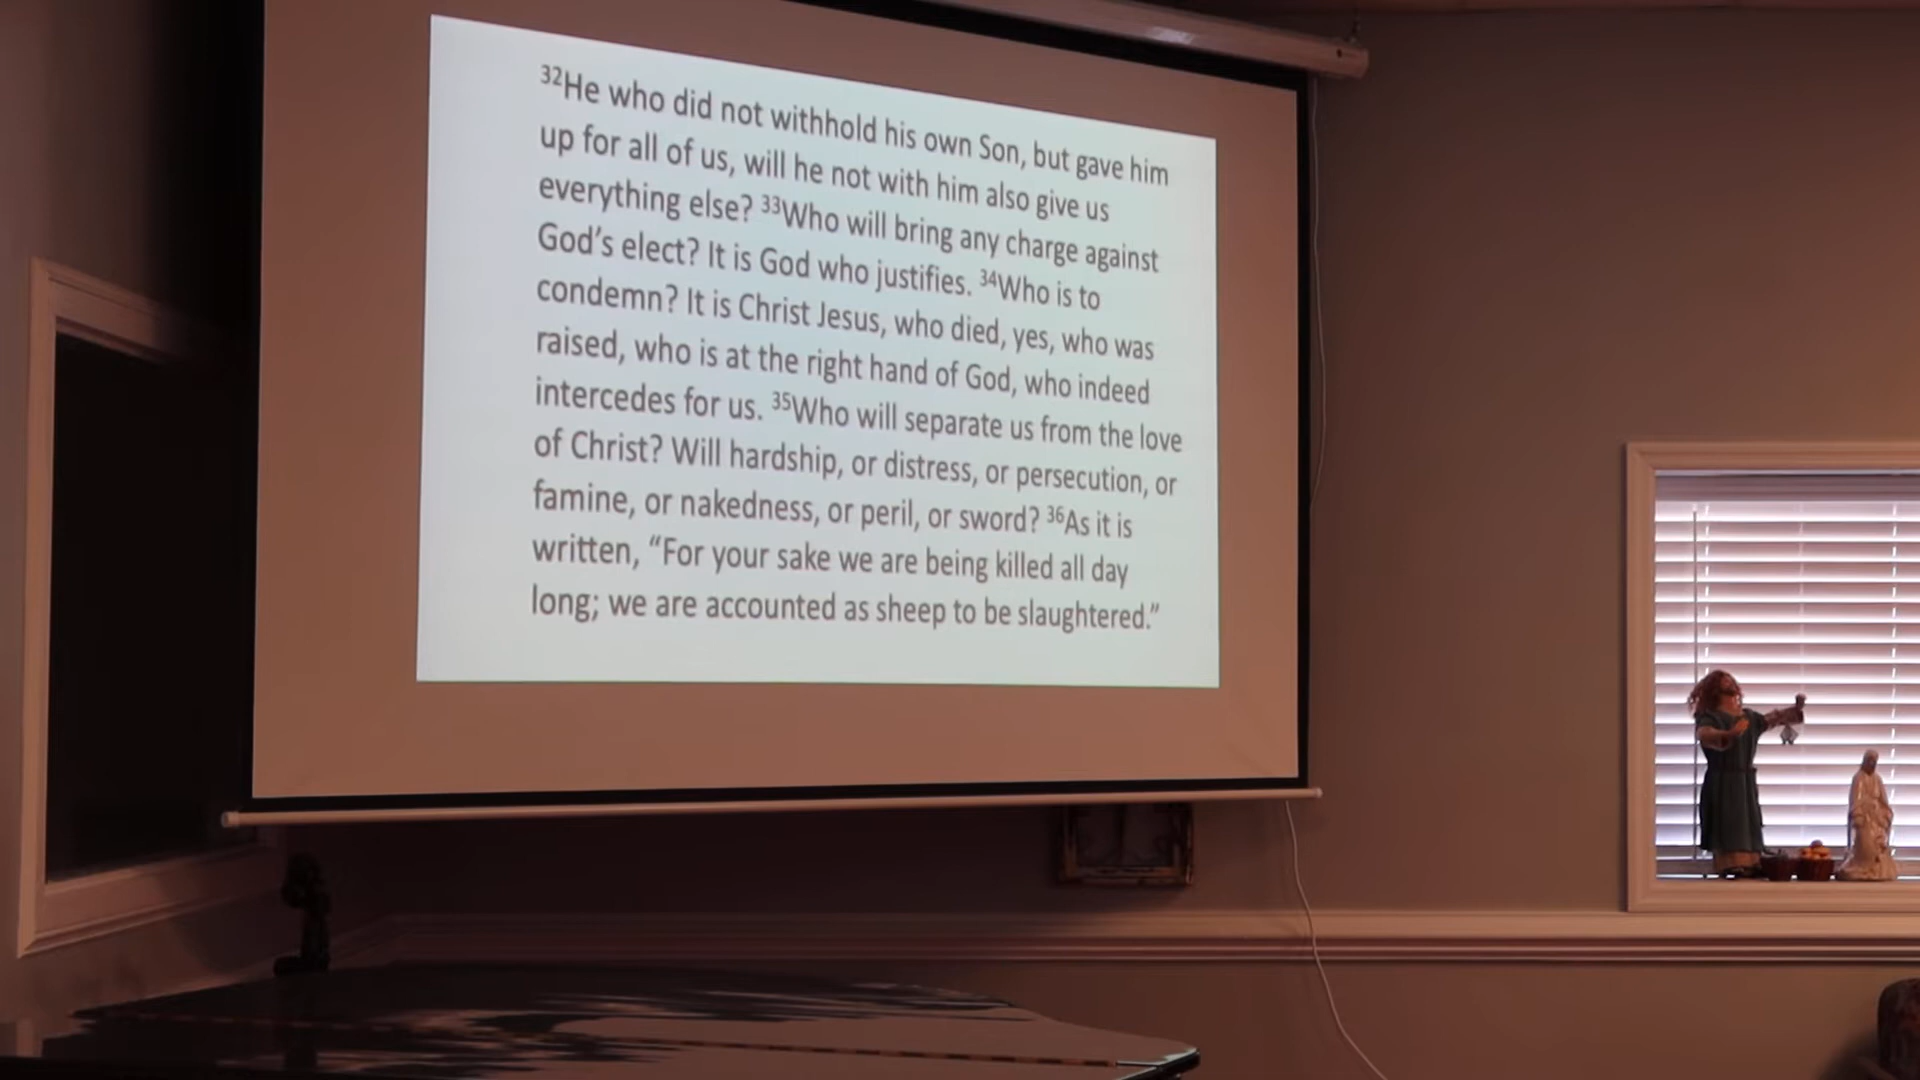 ³²He who did not withhold his own Son, but gave him
up for all of us, will he not with him also give us
everything else? ³³Who will bring any charge against
God's elect? It is God who justifies. ³⁴Who is to
condemn? It is Christ Jesus, who died, yes, who was
raised, who is at the right hand of God, who indeed
intercedes for us. ³⁵Who will separate us from the love
of Christ? Will hardship, or distress, or persecution, or
famine, or nakedness, or peril, or sword? ³⁶As it is
written, “For your sake we are being killed all day
long; we are accounted as sheep to be slaughtered.”